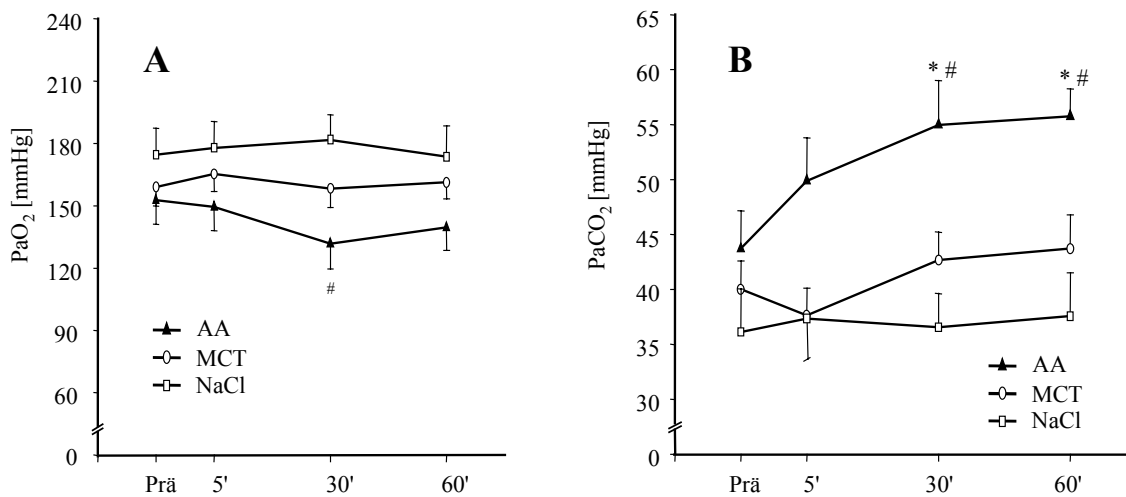 A
PaO2 [mmHg]
240
210
180
150
120
90
60
0
#
AA
MCT
NaCl
Prä 5' 30' 60'
B
PaCO2 [mmHg]
65
60
55
50
45
40
35
30
0
* # * #
AA
MCT
NaCl
Prä 5' 30' 60'